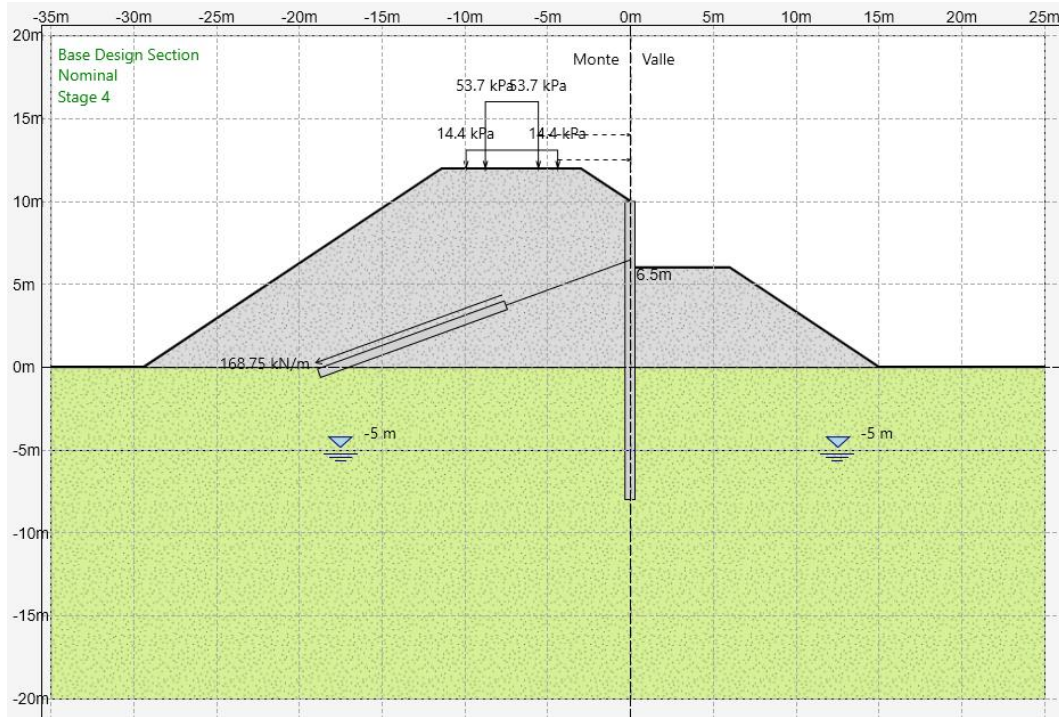 -35m -30m -25m -20m -15m -10m -5m 0m 5m 10m 15m 20m 25m
20m
Base Design Section
Nominal
Stage 4
Monte Valle
53.7 kPa 53.7 kPa
15m
14.4 kPa 14.4 kPa
10m
6.5m
5m
168.75 kN/m
0m
-5 m -5 m
-5m
-10m
-15m
-20m